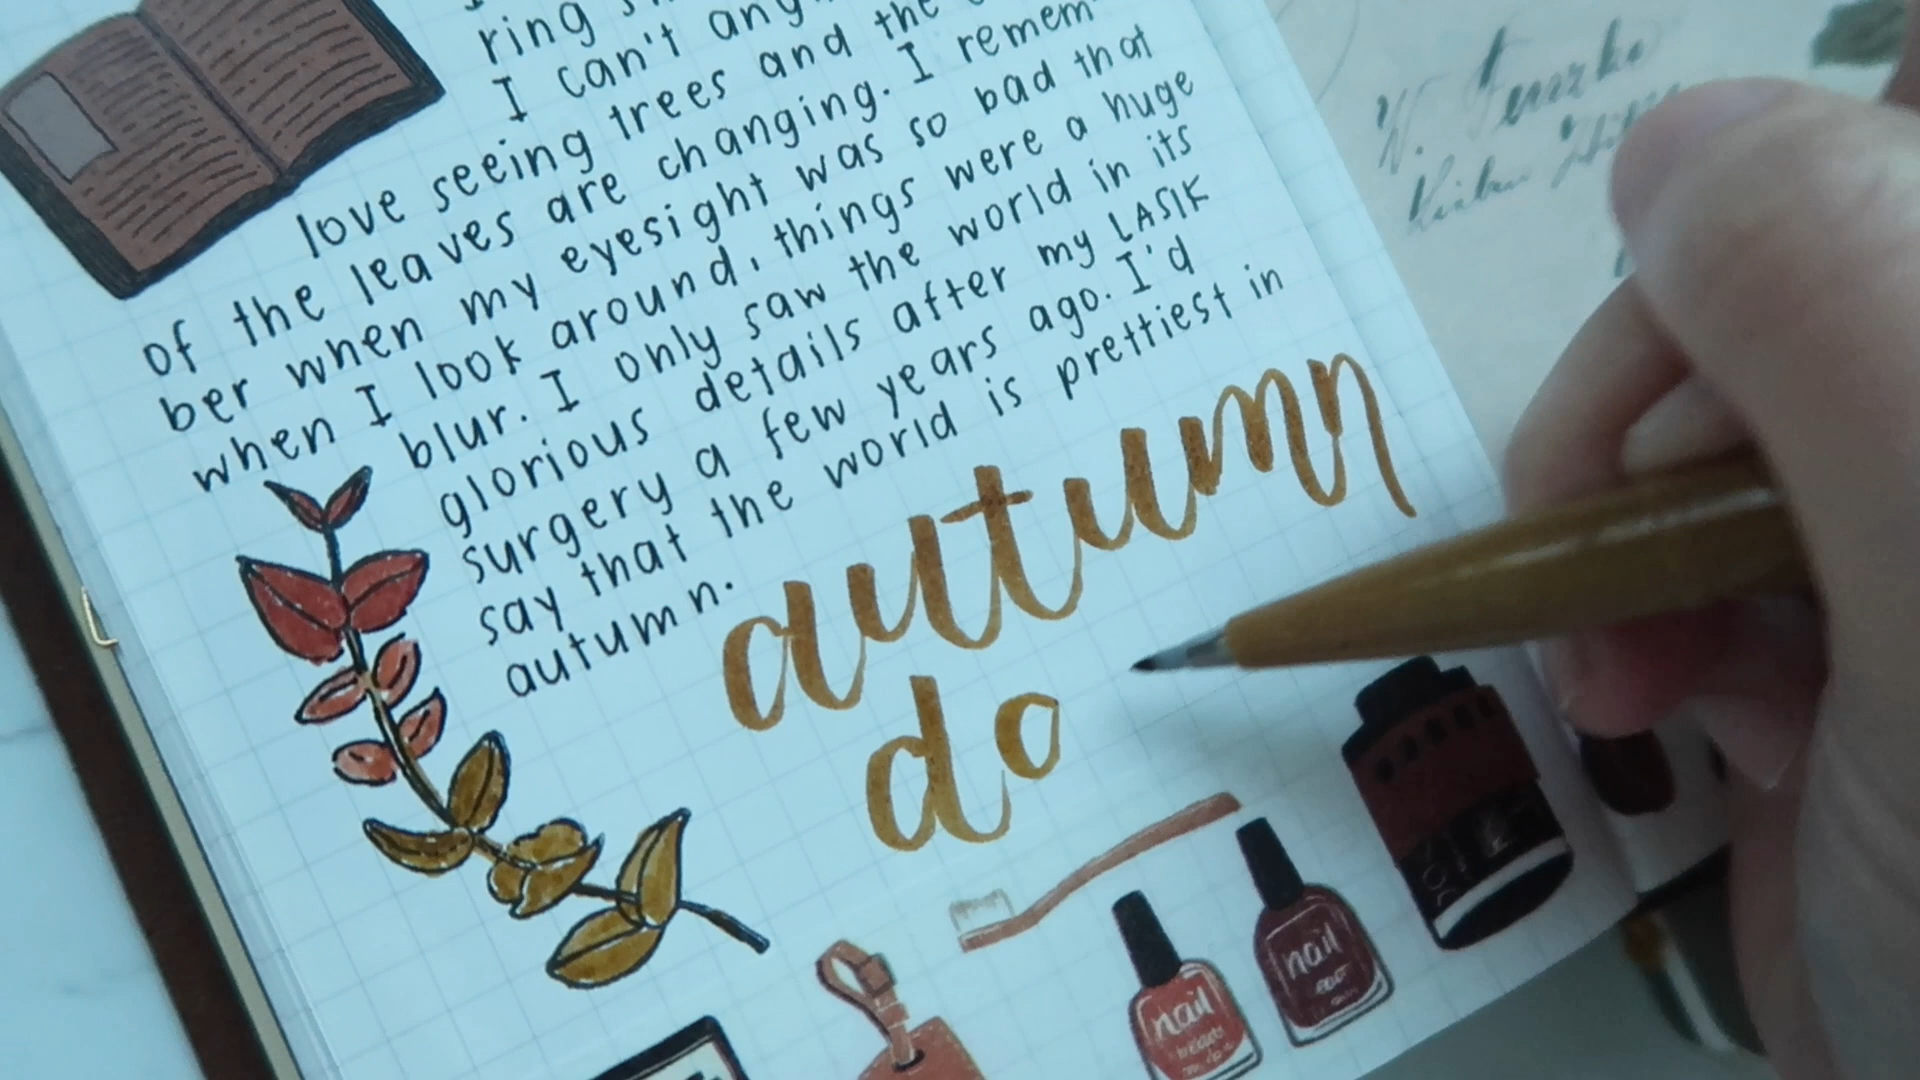 ring
I can't
love seeing trees and the
of the leaves are changing. I remem-
ber when my eyesight was so bad that
when I look around, things were a huge
blur. I only saw the world in its
glorious details after my LASIK
surgery a few years ago. I'd
say that the world is prettiest in
autumn.
autumn
do
nail
nail